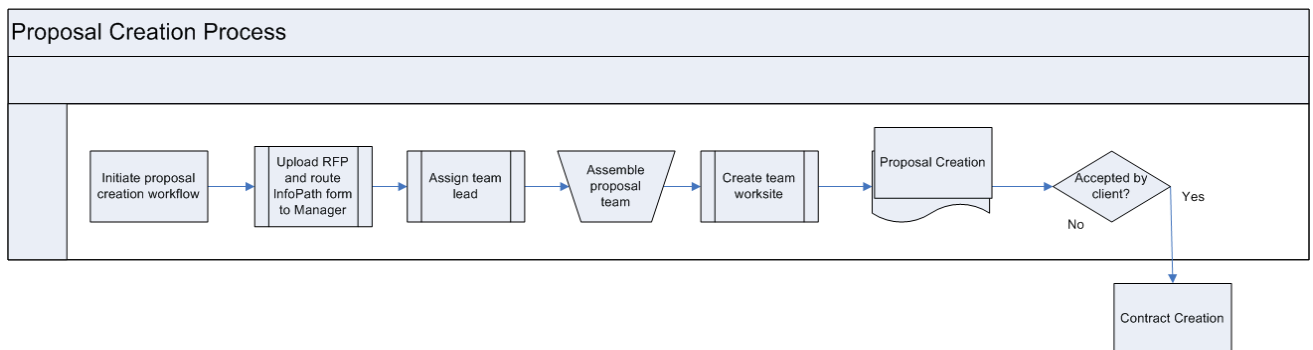 Proposal Creation Process
Initiate proposal
creation workflow
Upload RFP
and route
InfoPath form
to Manager
Assign team
lead
Assemble
proposal
team
Create team
worksite
Proposal Creation
Accepted by
client?
Yes
No
Contract Creation